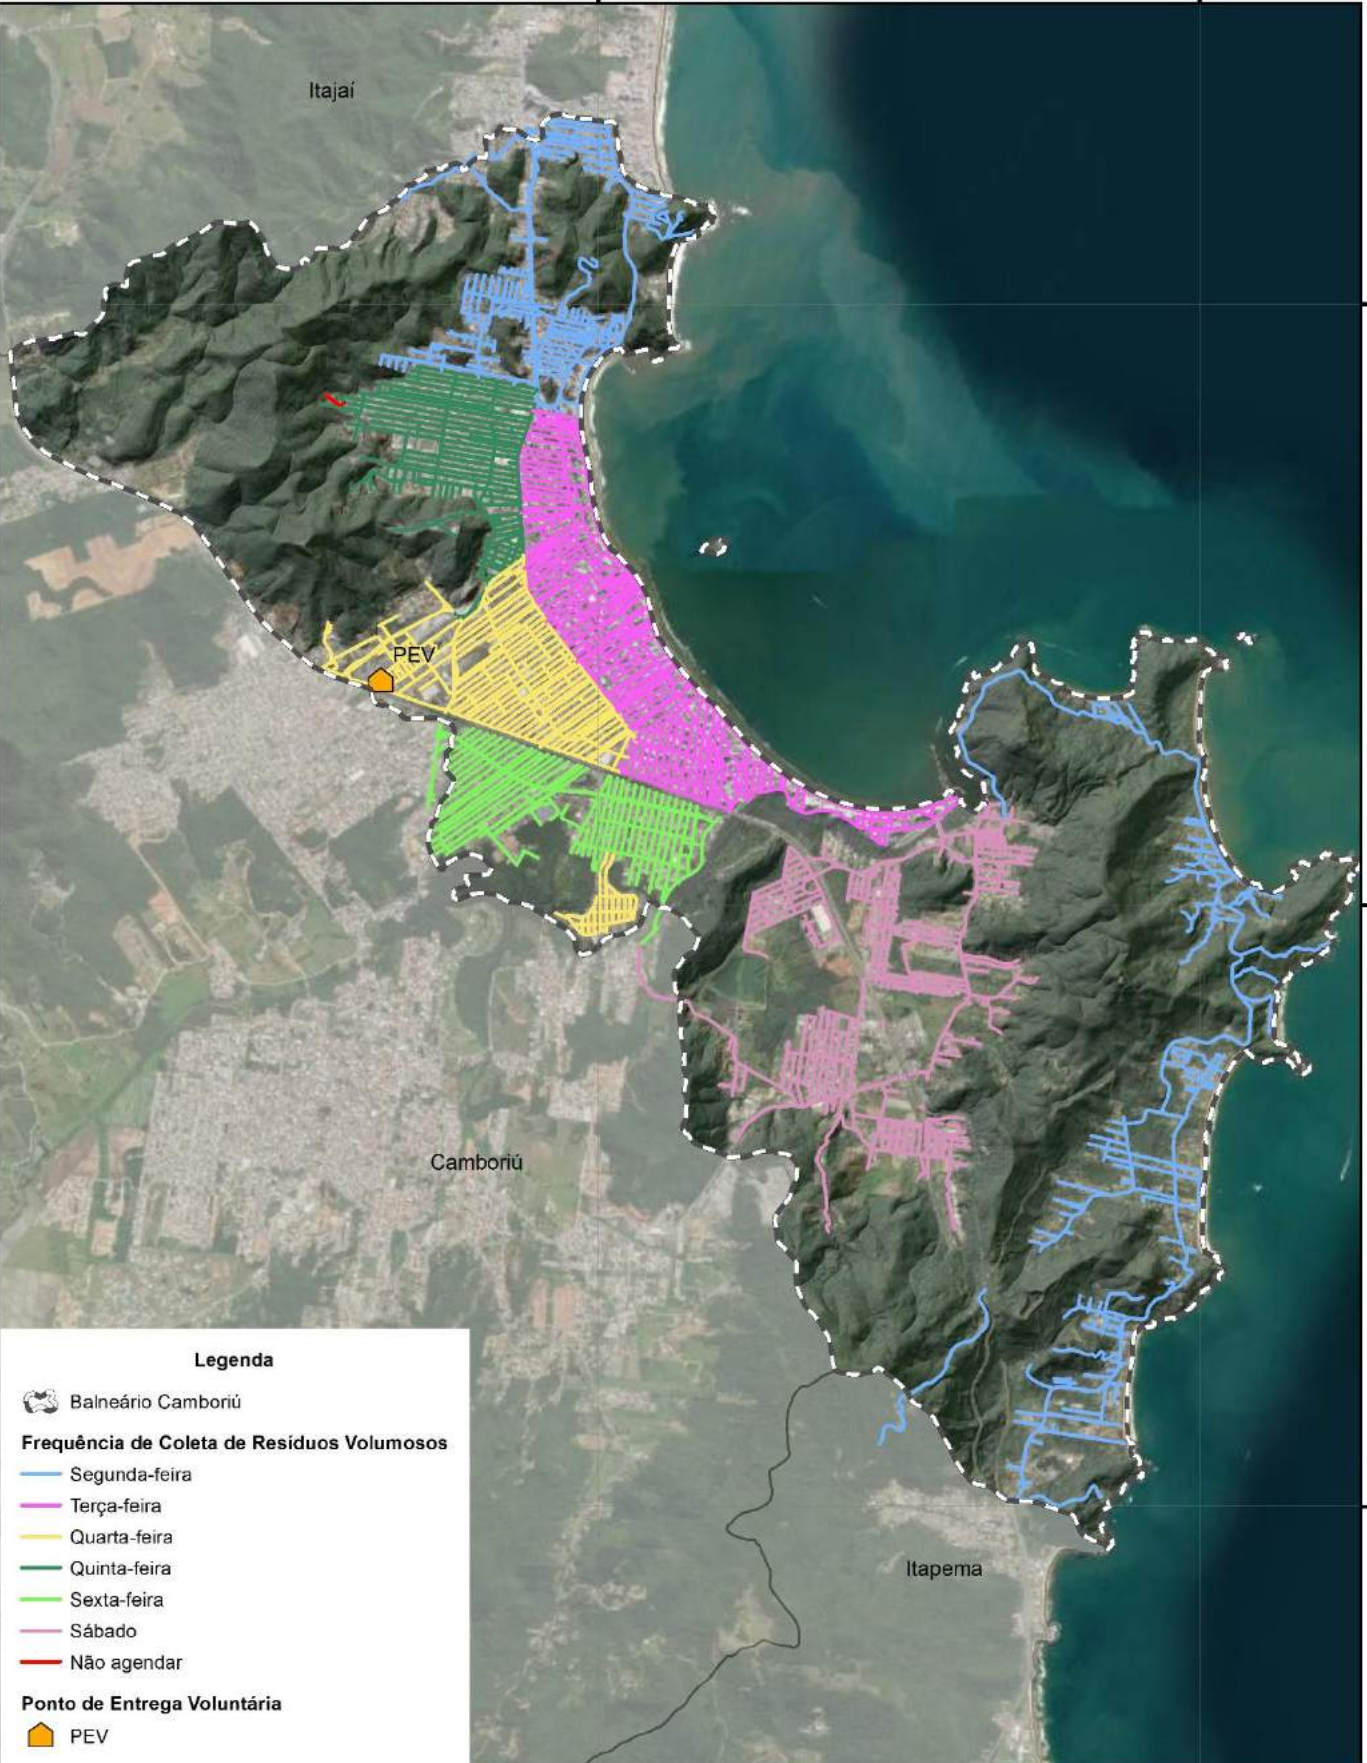 Itajaí
PEV
Camboriú
Itapema
Legenda
Balneário Camboriú
Frequência de Coleta de Resíduos Volumosos
Segunda-feira
Terça-feira
Quarta-feira
Quinta-feira
Sexta-feira
Sábado
Não agendar
Ponto de Entrega Voluntária
PEV